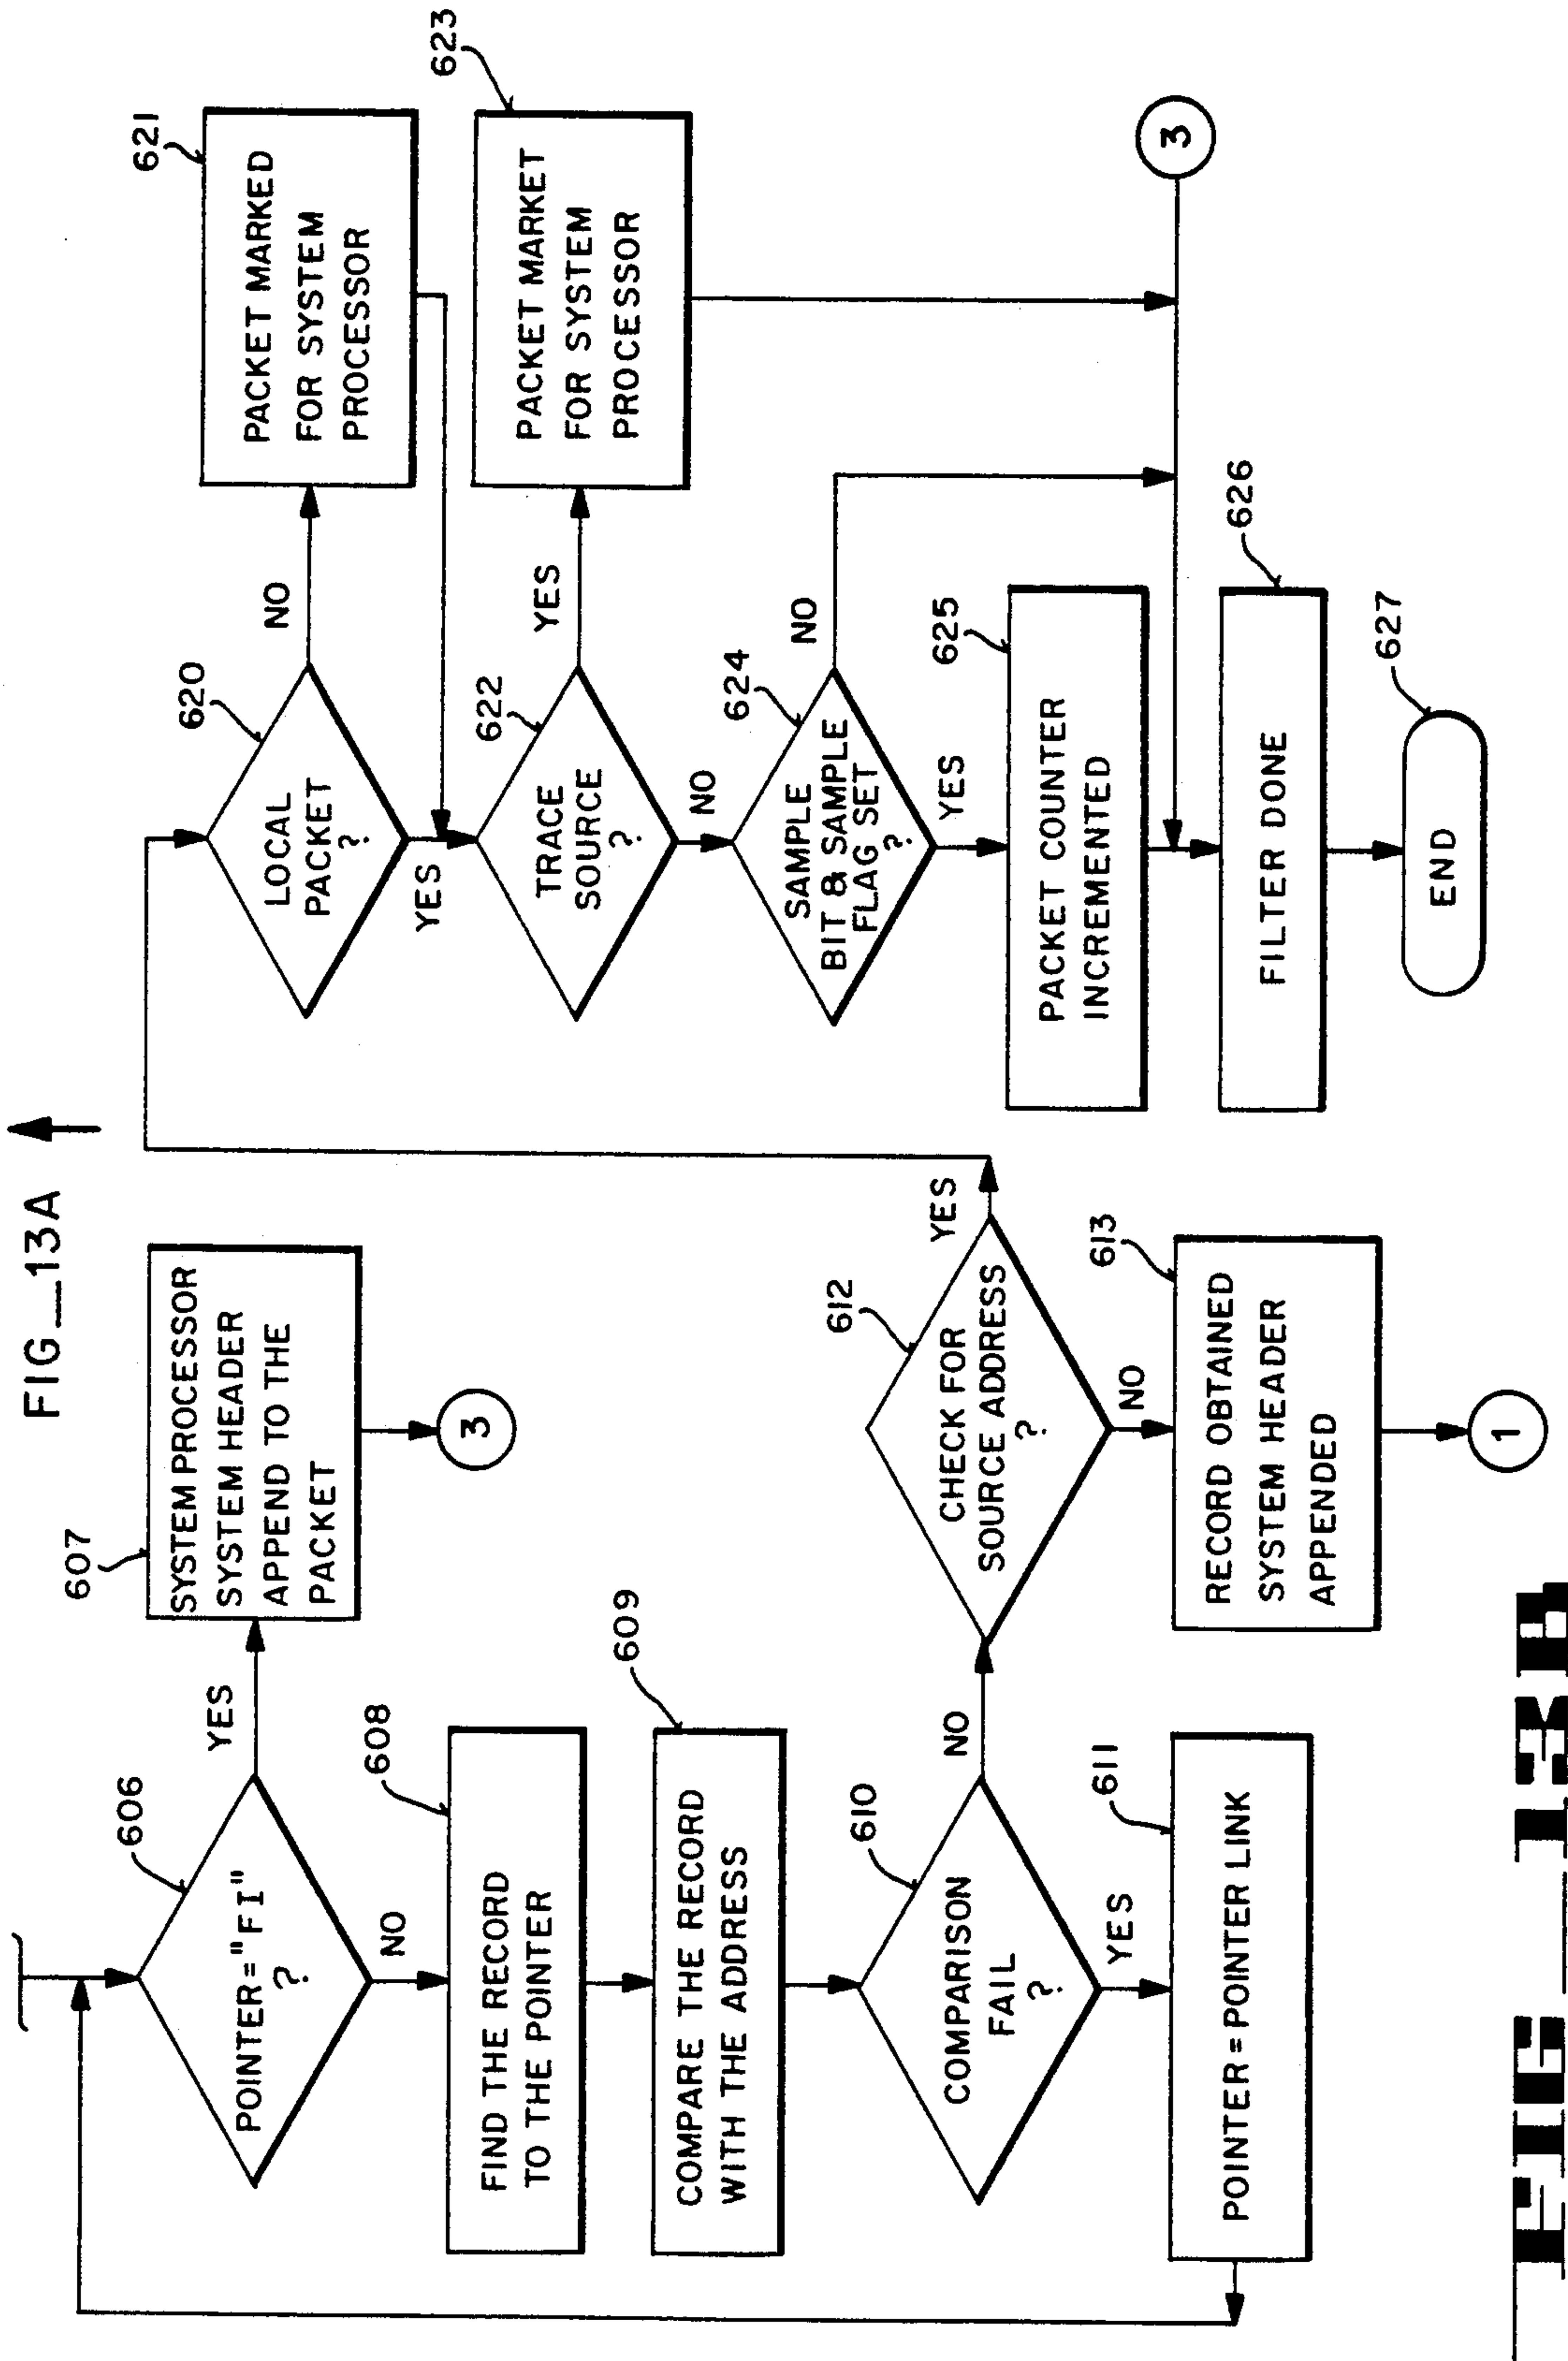 FIG_13A
606
POINTER="FI"
?
YES
NO
607
SYSTEM PROCESSOR
SYSTEM HEADER
APPEND TO THE
PACKET
3
608
FIND THE RECORD
TO THE POINTER
609
COMPARE THE RECORD
WITH THE ADDRESS
610
COMPARISON
FAIL
?
NO
YES
611
POINTER = POINTER LINK
612
CHECK FOR
SOURCE ADDRESS
?
YES
NO
613
RECORD OBTAINED
SYSTEM HEADER
APPENDED
1
620
LOCAL
PACKET
?
NO
YES
621
PACKET MARKED
FOR SYSTEM
PROCESSOR
622
TRACE
SOURCE
?
YES
NO
623
PACKET MARKET
FOR SYSTEM
PROCESSOR
624
SAMPLE
BIT & SAMPLE
FLAG SET
?
NO
YES
3
625
PACKET COUNTER
INCREMENTED
626
FILTER DONE
627
END
FIG_13B